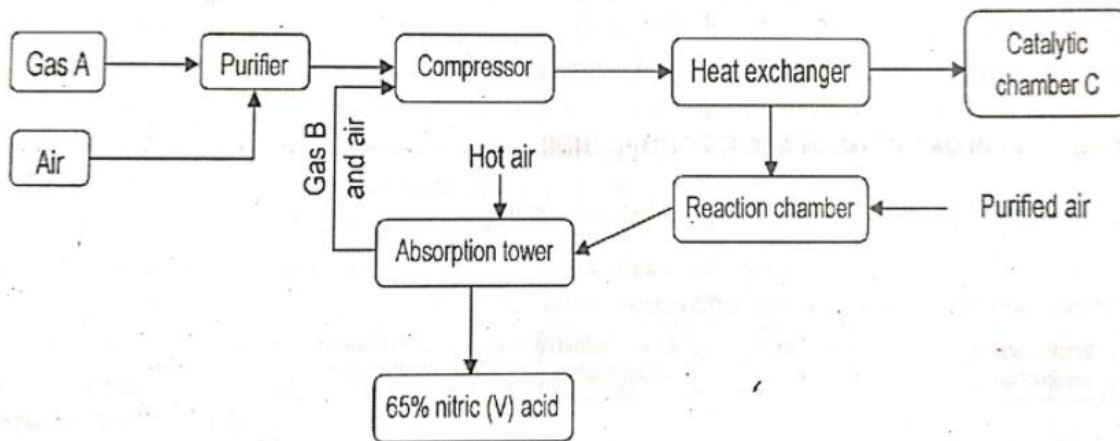 Gas A
Purifier
Compressor
Heat exchanger
Catalytic
chamber C
Air
Gas B
and air
Hot air
Reaction chamber
Purified air
Absorption tower
65% nitric (V) acid